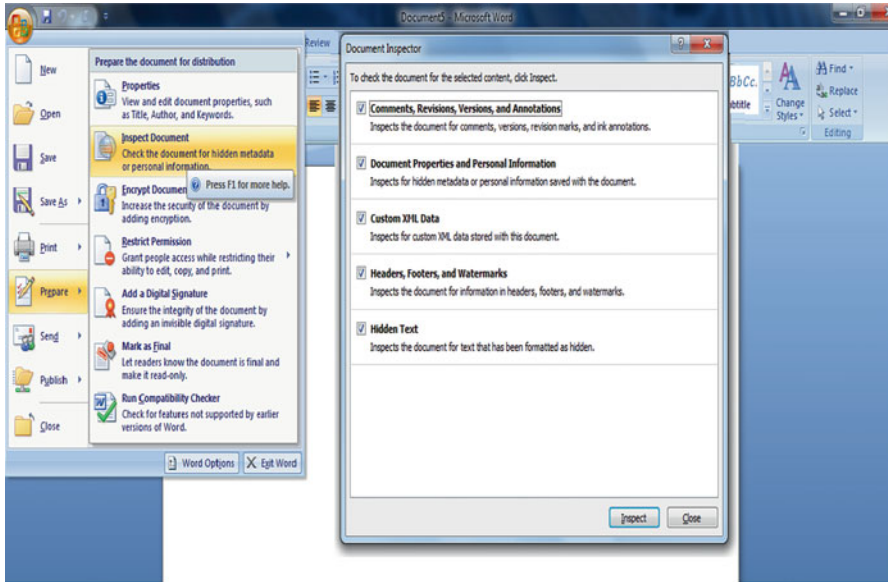 Document5 - Microsoft Word
Review
New
Open
Save
Save As
Print
Prepare
Send
Publish
Close
Prepare the document for distribution
Properties
View and edit document properties, such
as Title, Author, and Keywords.
Inspect Document
Check the document for hidden metadata
or personal information.
Press F1 for more help.
Encrypt Documen
Increase the security of the document by
adding encryption.
Restrict Permission
Grant people access while restricting their
ability to edit, copy, and print.
Add a Digital Signature
Ensure the integrity of the document by
adding an invisible digital signature.
Mark as Final
Let readers know the document is final and
make it read-only.
Run Compatibility Checker
Check for features not supported by earlier
versions of Word.
Word Options
Exit Word
Document Inspector
To check the document for the selected content, click Inspect.
Comments, Revisions, Versions, and Annotations
Inspects the document for comments, versions, revision marks, and ink annotations.
Document Properties and Personal Information
Inspects for hidden metadata or personal information saved with the document.
Custom XML Data
Inspects for custom XML data stored with this document.
Headers, Footers, and Watermarks
Inspects the document for information in headers, footers, and watermarks.
Hidden Text
Inspects the document for text that has been formatted as hidden.
Inspect
Close
BbCc.
btitle
Change
Styles
Find
Replace
Select
Editing